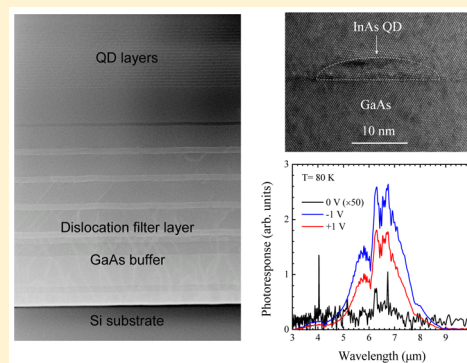 QD layers
Dislocation filter layer
GaAs buffer
Si substrate
InAs QD
GaAs
10 nm
3
2
1
0
Photoresponse (arb. units)
T= 80 K
0 V (×50)
-1 V
+1 V
3 4 5 6 7 8 9
Wavelength (μm)